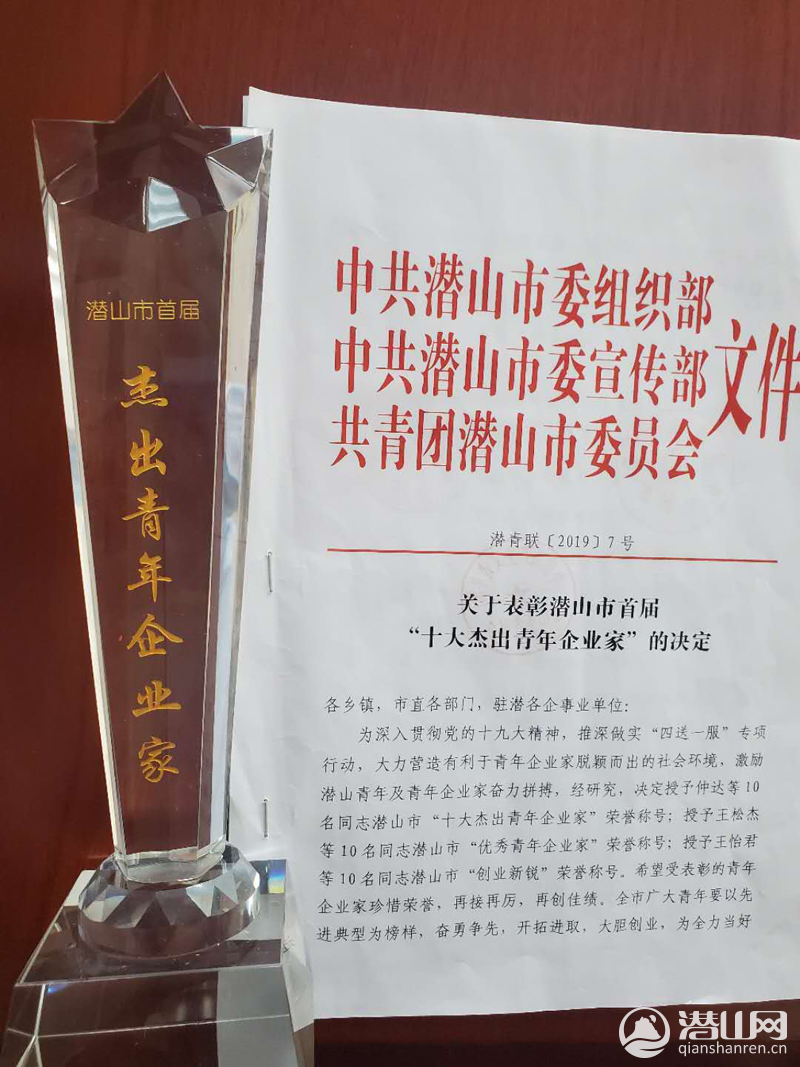 潜山市首届
杰出青年企业家
中共潜山市委组织部
中共潜山市委宣传部
共青团潜山市委员会
文件
潜青联〔2019〕7号
关于表彰潜山市首届
“十大杰出青年企业家”的决定
各乡镇，市直各部门，驻潜各企事业单位：
为深入贯彻党的十九大精神，推深做实“四送一服”专项
行动，大力营造有利于青年企业家脱颖而出的社会环境，激励
潜山青年及青年企业家奋力拼搏，经研究，决定授予仲达等10
名同志潜山市“十大杰出青年企业家”荣誉称号；授予王松杰
等10名同志潜山市“优秀青年企业家”荣誉称号；授予王怡君
等10名同志潜山市“创业新锐”荣誉称号。希望受表彰的青年
企业家珍惜荣誉，再接再厉，再创佳绩。全市广大青年要以先
进典型为榜样，奋勇争先，开拓进取，大胆创业，为全力当好
潜山网
qianshanren.cn